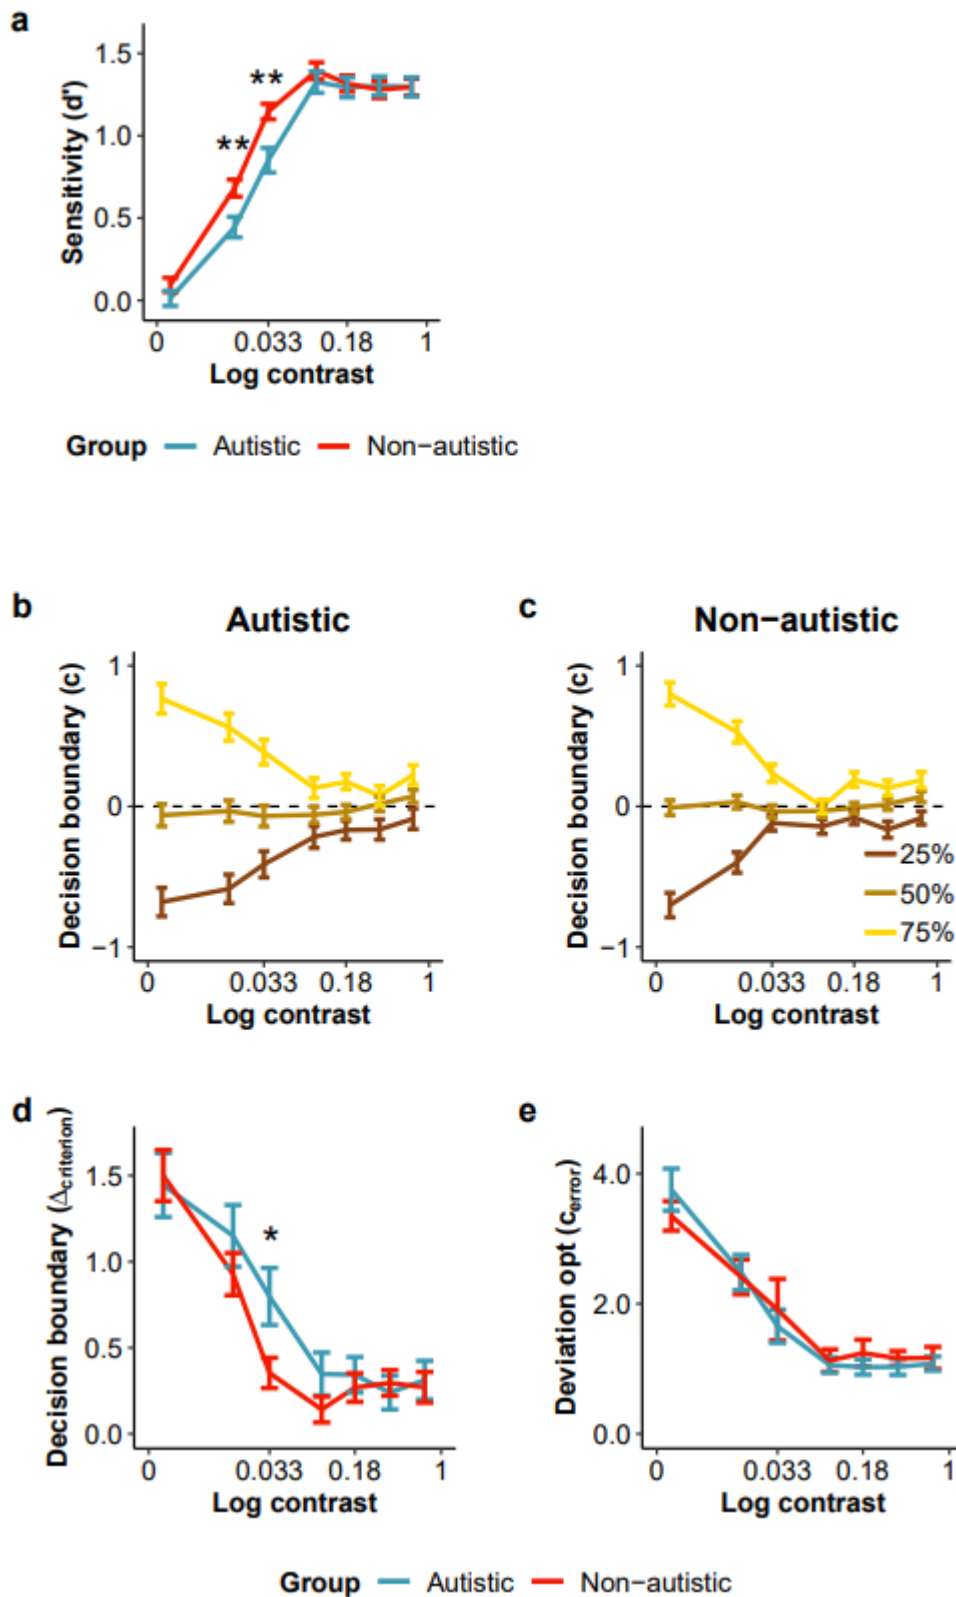 a
Sensitivity (d')
1.5
1.0
0.5
0.0
**
**
0 0.033 0.18 1
Log contrast
Group Autistic Non−autistic
b
Autistic
Decision boundary (c)
1
0
−1
0 0.033 0.18 1
Log contrast
c
Non−autistic
Decision boundary (c)
1
0
−1
25%
50%
75%
0 0.033 0.18 1
Log contrast
d
Decision boundary (Δcriterion)
1.5
1.0
0.5
0.0
*
0 0.033 0.18 1
Log contrast
e
Deviation opt (cerror)
4.0
2.0
0.0
0 0.033 0.18 1
Log contrast
Group Autistic Non−autistic